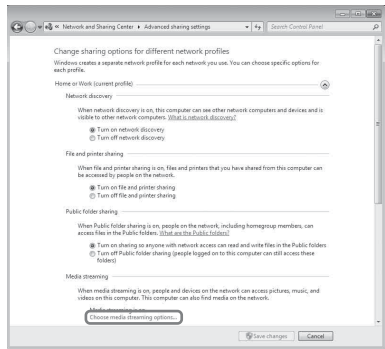 « Network and Sharing Center ▸ Advanced sharing settings
Search Control Panel
Change sharing options for different network profiles
Windows creates a separate network profile for each network you use. You can choose specific options for
each profile.
Home or Work (current profile)
Network discovery
When network discovery is on, this computer can see other network computers and devices and is
visible to other network computers. What is network discovery?
Turn on network discovery
Turn off network discovery
File and printer sharing
When file and printer sharing is on, files and printers that you have shared from this computer can
be accessed by people on the network.
Turn on file and printer sharing
Turn off file and printer sharing
Public folder sharing
When Public folder sharing is on, people on the network, including homegroup members, can
access files in the Public folders. What are the Public folders?
Turn on sharing so anyone with network access can read and write files in the Public folders
Turn off Public folder sharing (people logged on to this computer can still access these
folders)
Media streaming
When media streaming is on, people and devices on the network can access pictures, music, and
videos on this computer. This computer can also find media on the network.
Media streaming is on.
Choose media streaming options...
Save changes
Cancel